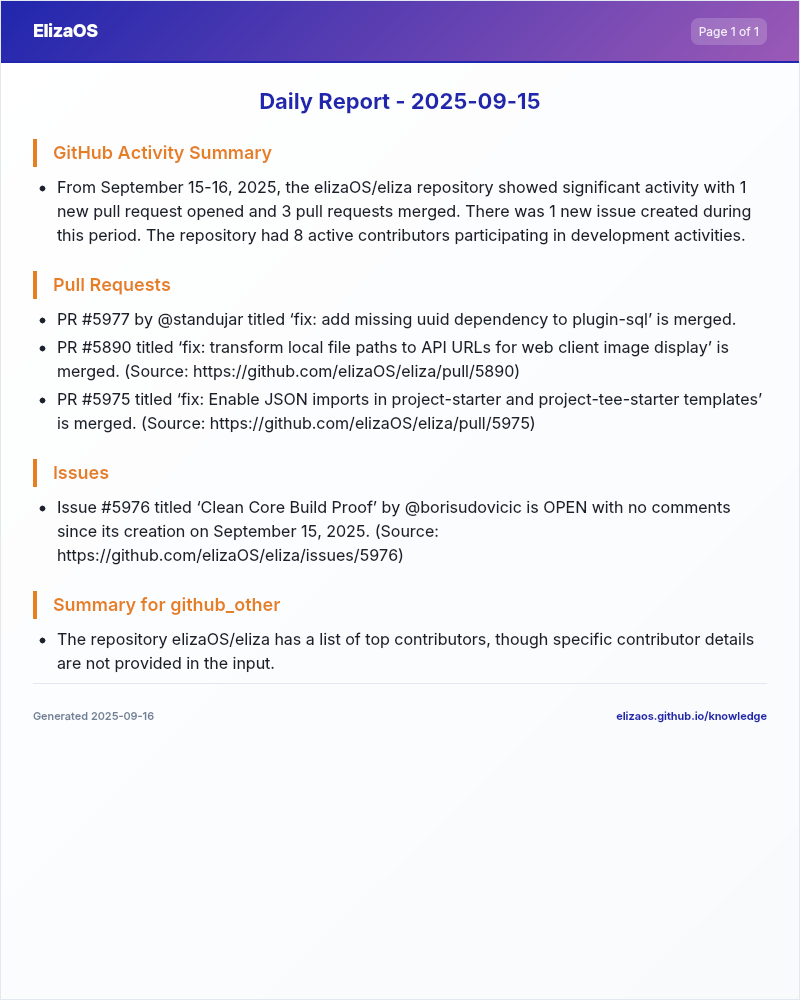 ElizaOS
Page 1 of 1
Daily Report - 2025-09-15
GitHub Activity Summary
• From September 15-16, 2025, the elizaOS/eliza repository showed significant activity with 1
new pull request opened and 3 pull requests merged. There was 1 new issue created during
this period. The repository had 8 active contributors participating in development activities.
Pull Requests
• PR #5977 by @standujar titled ‘fix: add missing uuid dependency to plugin-sql’ is merged.
• PR #5890 titled ‘fix: transform local file paths to API URLs for web client image display’ is
merged. (Source: https://github.com/elizaOS/eliza/pull/5890)
• PR #5975 titled ‘fix: Enable JSON imports in project-starter and project-tee-starter templates’
is merged. (Source: https://github.com/elizaOS/eliza/pull/5975)
Issues
• Issue #5976 titled ‘Clean Core Build Proof’ by @borisudovicic is OPEN with no comments
since its creation on September 15, 2025. (Source:
https://github.com/elizaOS/eliza/issues/5976)
Summary for github_other
• The repository elizaOS/eliza has a list of top contributors, though specific contributor details
are not provided in the input.
Generated 2025-09-16
elizaos.github.io/knowledge